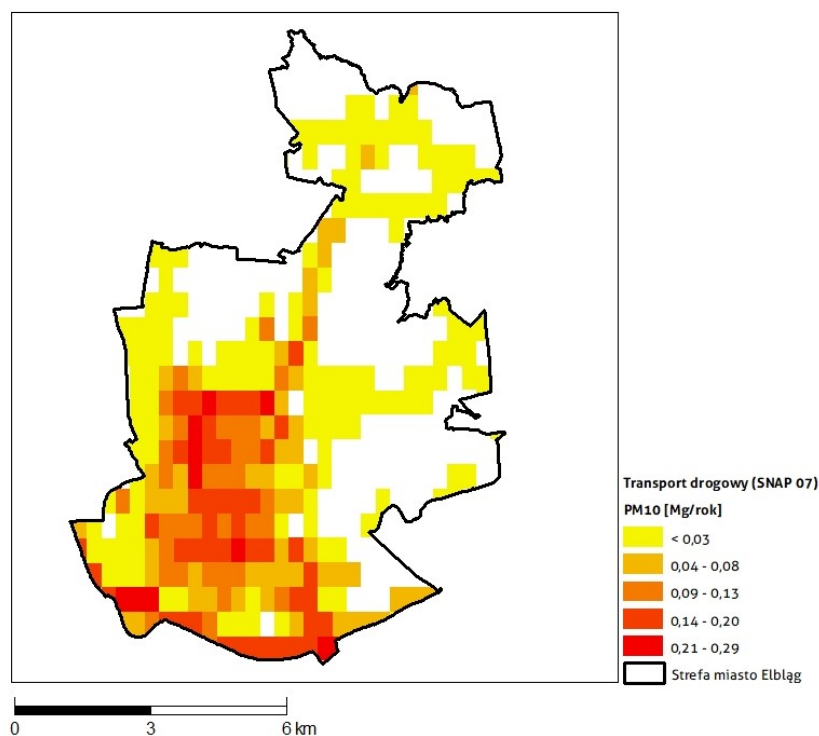 Transport drogowy (SNAP 07)
PM10 [Mg/rok]
< 0,03
0,04 - 0,08
0,09 - 0,13
0,14 - 0,20
0,21 - 0,29
Strefa miasto Elbląg
0 3 6 km